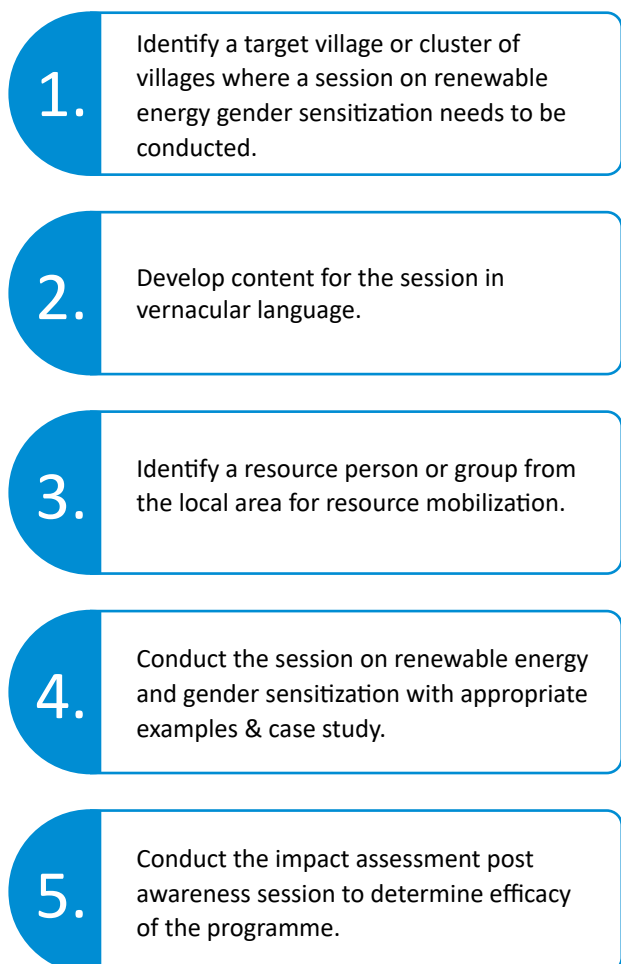 1.
Identify a target village or cluster of
villages where a session on renewable
energy gender sensitization needs to be
conducted.
2.
Develop content for the session in
vernacular language.
3.
Identify a resource person or group from
the local area for resource mobilization.
4.
Conduct the session on renewable energy
and gender sensitization with appropriate
examples & case study.
5.
Conduct the impact assessment post
awareness session to determine efficacy
of the programme.